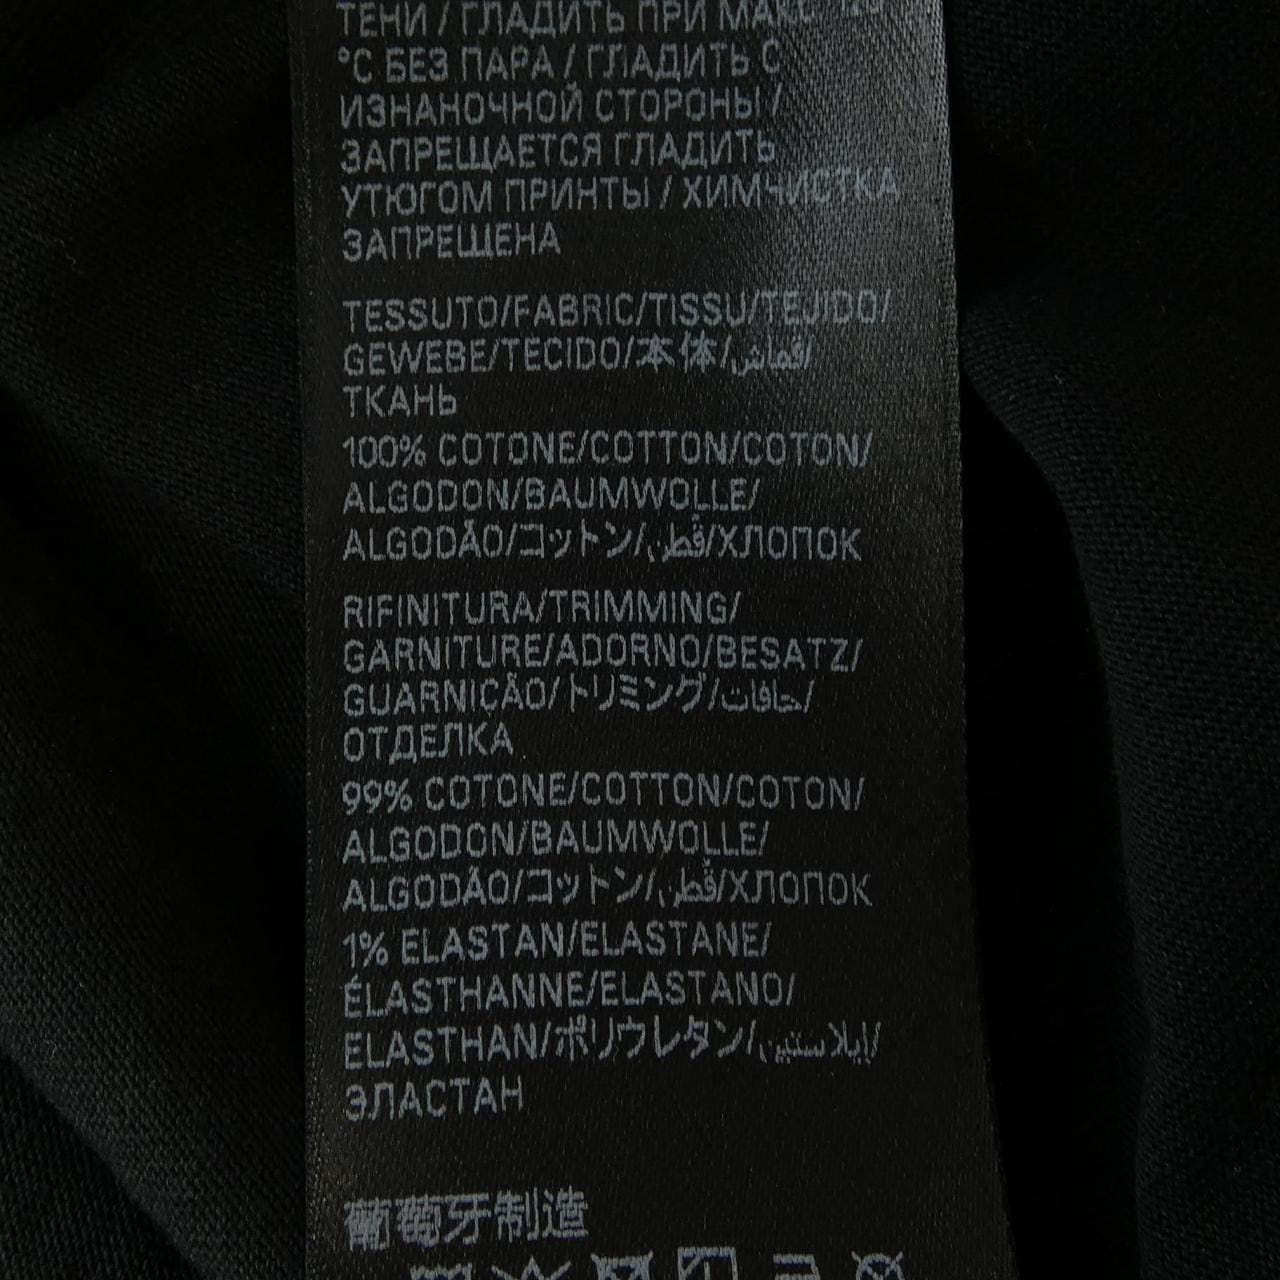 ТЕНИ / ГЛАДИТЬ ПРИ МАКС
°C БЕЗ ПАРА / ГЛАДИТЬ С
ИЗНАНОЧНОЙ СТОРОНЫ /
ЗАПРЕЩАЕТСЯ ГЛАДИТЬ
УТЮГОМ ПРИНТЫ / ХИМЧИСТКА
ЗАПРЕЩЕНА
TESSUTO/FABRIC/TISSU/TEJIDO/
GEWEBE/TECIDO/本体/قماش/
ТКАНЬ
100% COTONE/COTTON/COTON/
ALGODON/BAUMWOLLE/
ALGODÃO/コットン/قُطن/ХЛОПОК
RIFINITURA/TRIMMING/
GARNITURE/ADORNO/BESATZ/
GUARNIÇÃO/トリミング/حافات/
ОТДЕЛКА
99% COTONE/COTTON/COTON/
ALGODON/BAUMWOLLE/
ALGODÃO/コットン/قُطن/ХЛОПОК
1% ELASTAN/ELASTANE/
ÉLASTHANNE/ELASTANO/
ELASTHAN/ポリウレタン/إيلاستين/
ЭЛАСТАН
葡萄牙制造